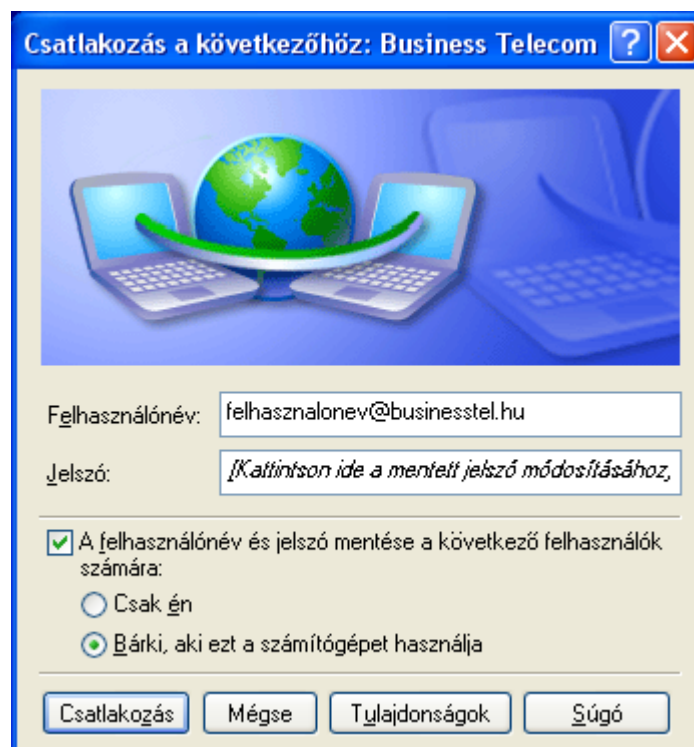 Csatlakozás a következőhöz: Business Telecom
Felhasználónév: felhasznalonev@businesstel.hu
Jelszó: [Kattintson ide a mentett jelszó módosításához,
A felhasználónév és jelszó mentése a következő felhasználók
számára:
Csak én
Bárki, aki ezt a számítógépet használja
Csatlakozás Mégse Tulajdonságok Súgó